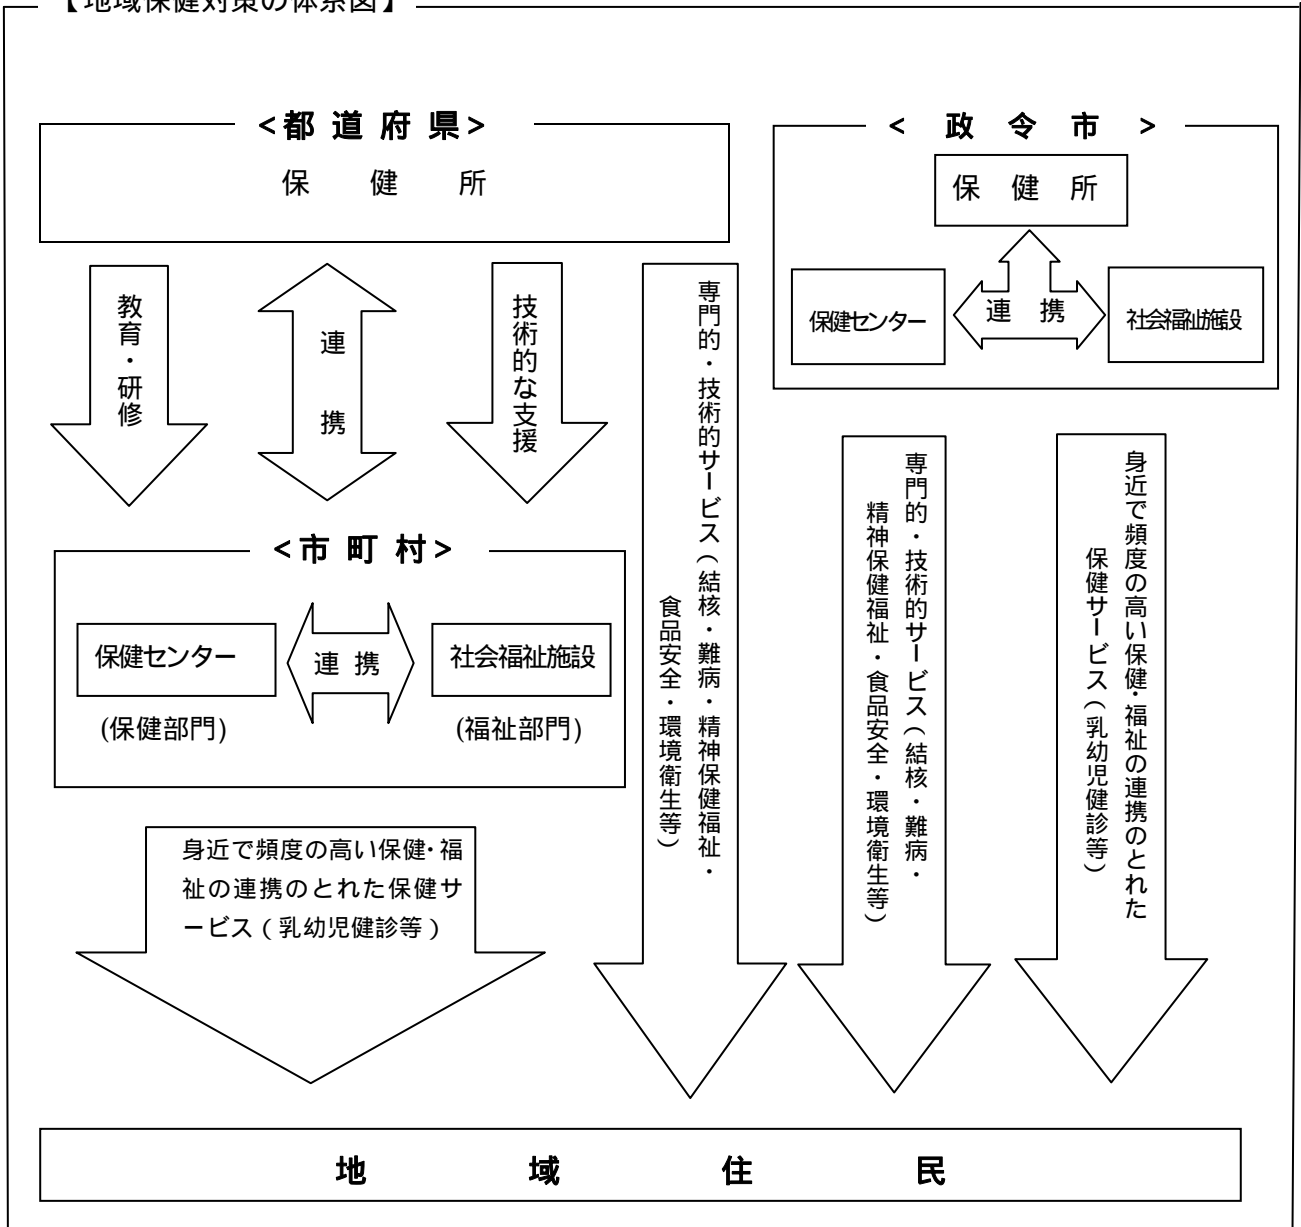 【地域保健対策の体系図】
<都道府県>
保健所
教育・研修
連携
技術的な支援
専門的・技術的サービス(結核・難病・精神保健福祉・
食品安全・環境衛生等)
<市町村>
保健センター
(保健部門)
連携
社会福祉施設
(福祉部門)
身近で頻度の高い保健・福
祉の連携のとれた保健サ
ービス(乳幼児健診等)
<政令市>
保健所
保健センター
連携
社会福祉施設
専門的・技術的サービス(結核・難病・
精神保健福祉・食品安全・環境衛生等)
身近で頻度の高い保健・福祉の連携のとれた
保健サービス(乳幼児健診等)
地域住民